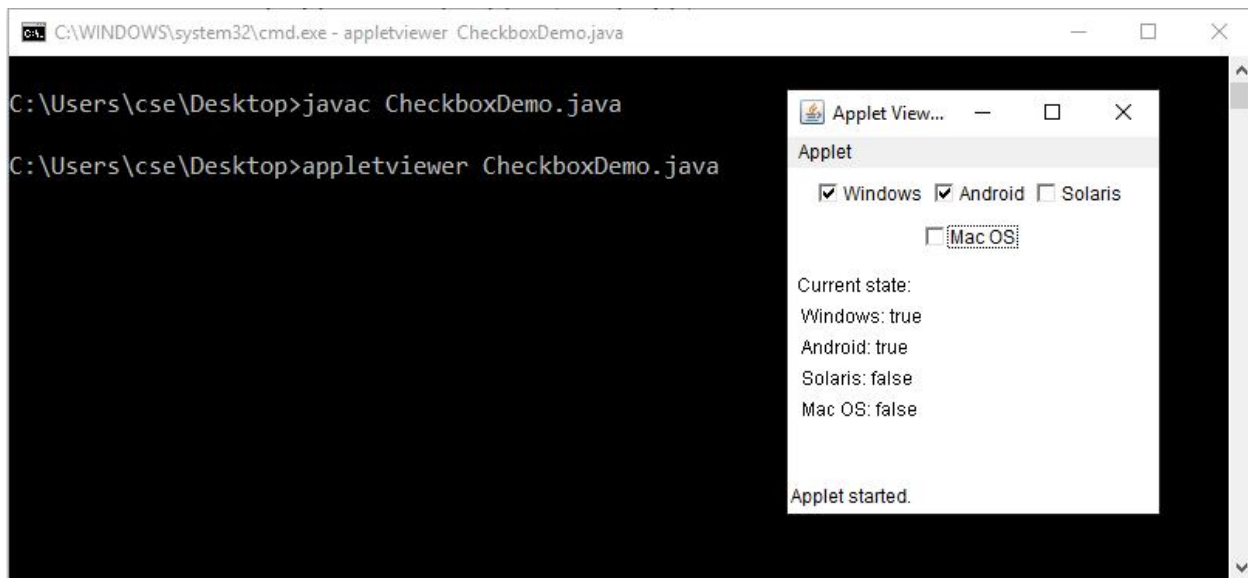 C:\WINDOWS\system32\cmd.exe - appletviewer CheckboxDemo.java
C:\Users\cse\Desktop>javac CheckboxDemo.java
C:\Users\cse\Desktop>appletviewer CheckboxDemo.java
Applet View...
Applet
Windows Android Solaris
Mac OS
Current state:
Windows: true
Android: true
Solaris: false
Mac OS: false
Applet started.